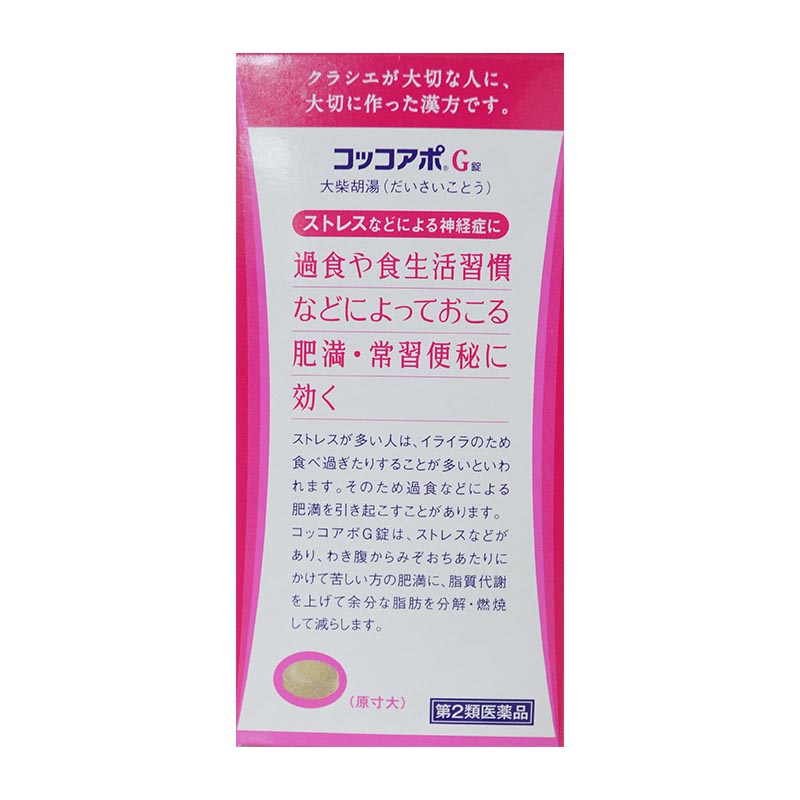 クラシエが大切な人に、
大切に作った漢方です。
コッコアポ® G錠
大柴胡湯（だいさいことう）
ストレスなどによる神経症に
過食や食生活習慣
などによっておこる
肥満・常習便秘に
効く
ストレスが多い人は、イライラのため
食べ過ぎたりすることが多いといわ
れます。そのため過食などによる
肥満を引き起こすことがあります。
コッコアポG錠は、ストレスなどが
あり、わき腹からみぞおちあたりに
かけて苦しい方の肥満に、脂質代謝
を上げて余分な脂肪を分解・燃焼
して減らします。
（原寸大）
第2類医薬品